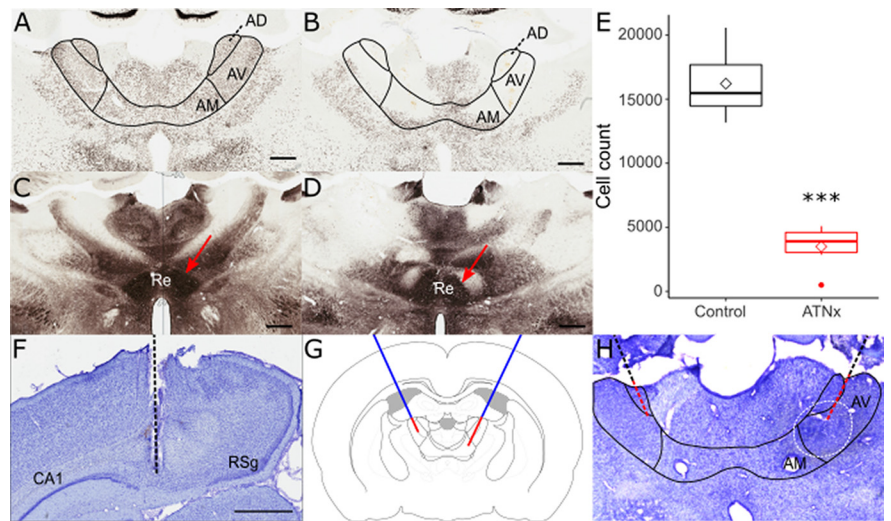 A
AD
AV
AM
B
AD
AV
AM
C
Re
D
Re
E
Cell count
20000
15000
10000
5000
0
***
Control
ATNx
F
CA1
RSg
G
H
AV
AM